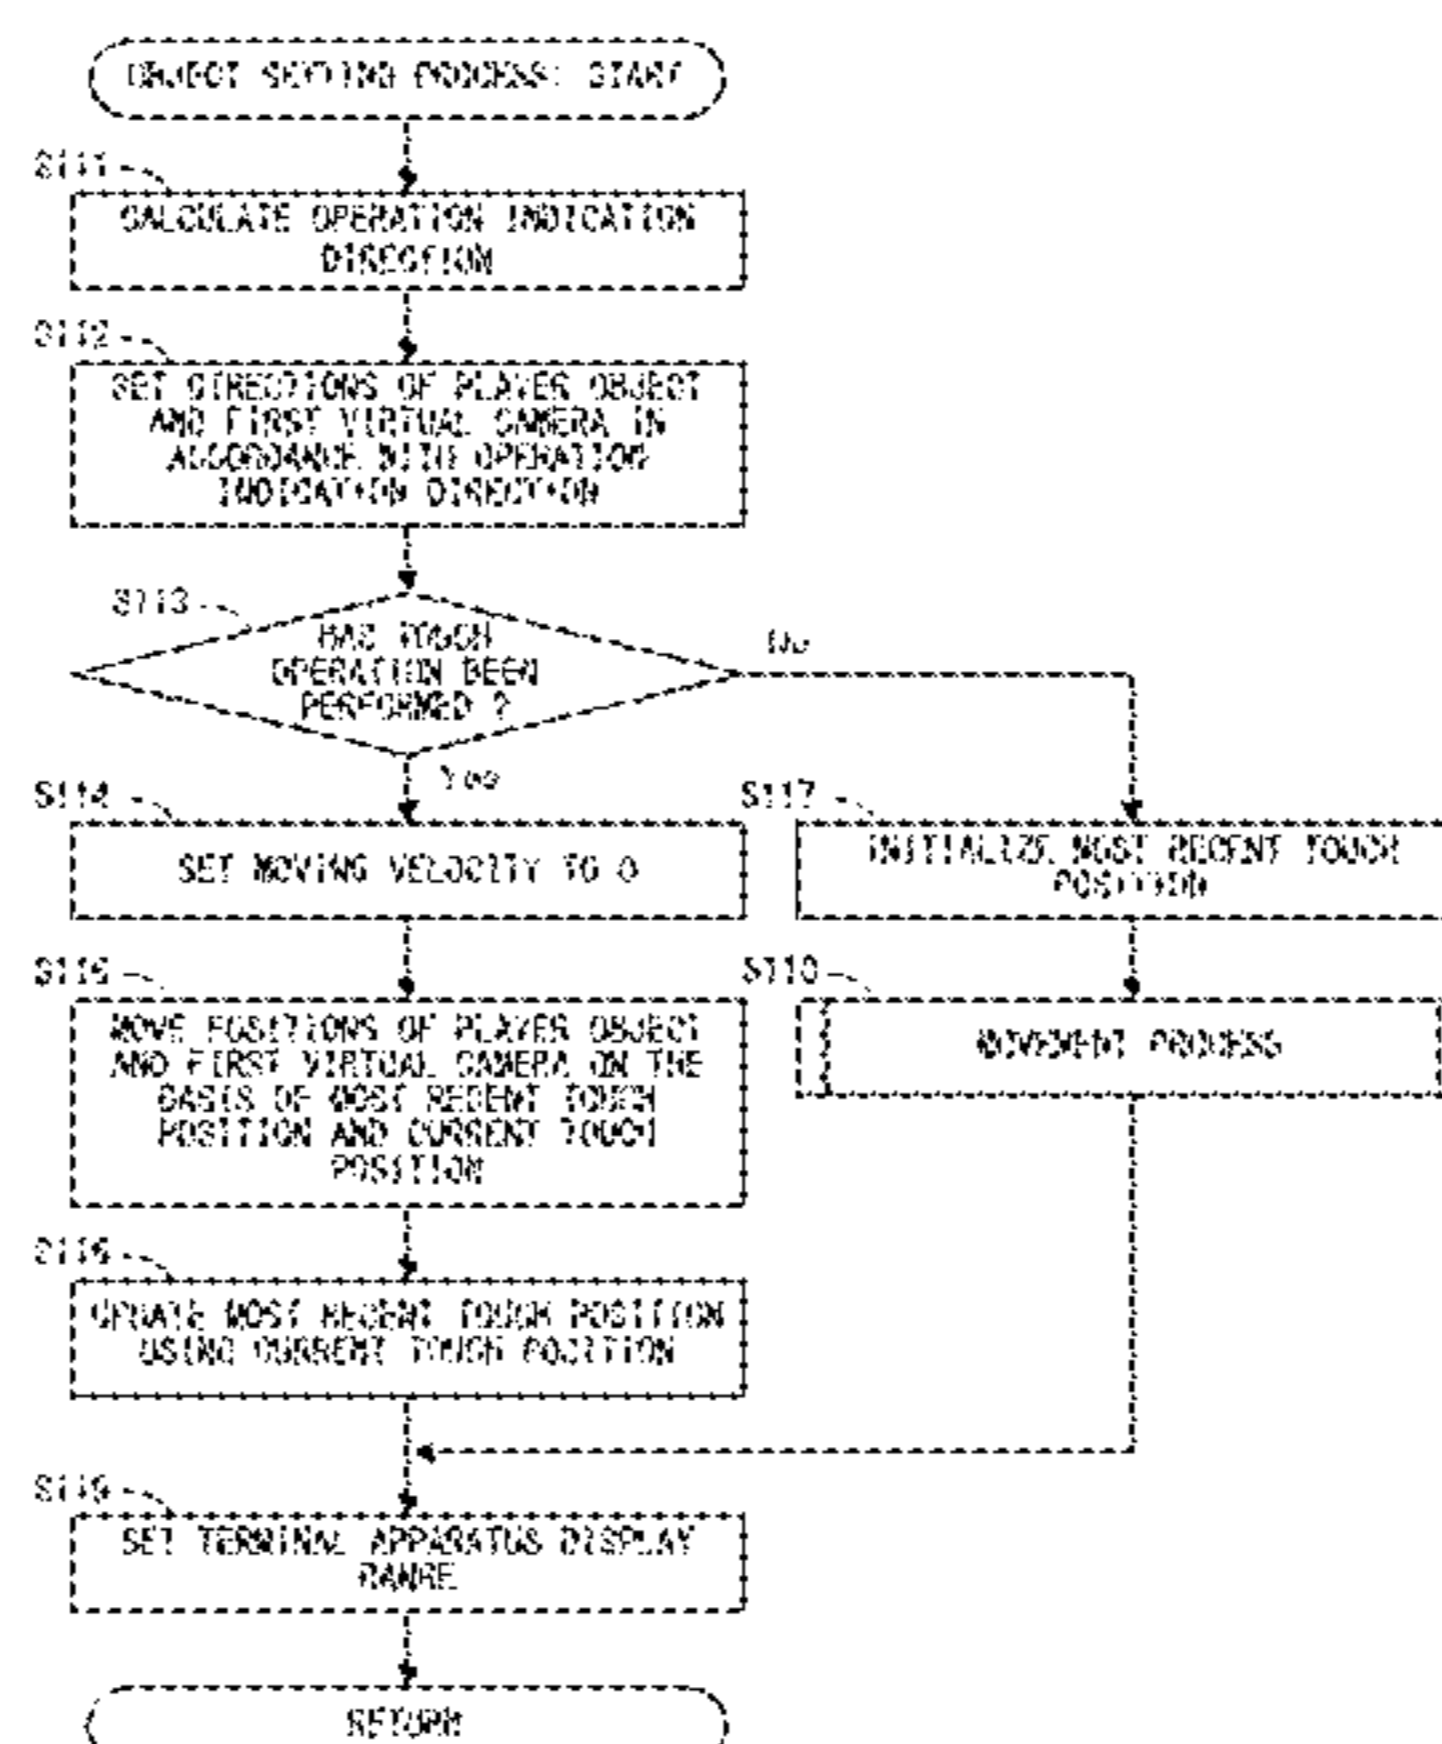 OBJECT SETTING PROCESS: START
S111
CALCULATE OPERATION INDICATION
DIRECTION
S112
SET DIRECTIONS OF PLAYER OBJECT
AND FIRST VIRTUAL CAMERA IN
ACCORDANCE WITH OPERATION
INDICATION DIRECTION
S113
HAS TOUCH
OPERATION BEEN
PERFORMED ?
No
Yes
S114
SET MOVING VELOCITY TO 0
S117
INITIALIZE MOST RECENT TOUCH
POSITION
S115
MOVE POSITIONS OF PLAYER OBJECT
AND FIRST VIRTUAL CAMERA ON THE
BASIS OF MOST RECENT TOUCH
POSITION AND CURRENT TOUCH
POSITION
S118
MOVEMENT PROCESS
S116
UPDATE MOST RECENT TOUCH POSITION
USING CURRENT TOUCH POSITION
S119
SET TERMINAL APPARATUS DISPLAY
RANGE
RETURN